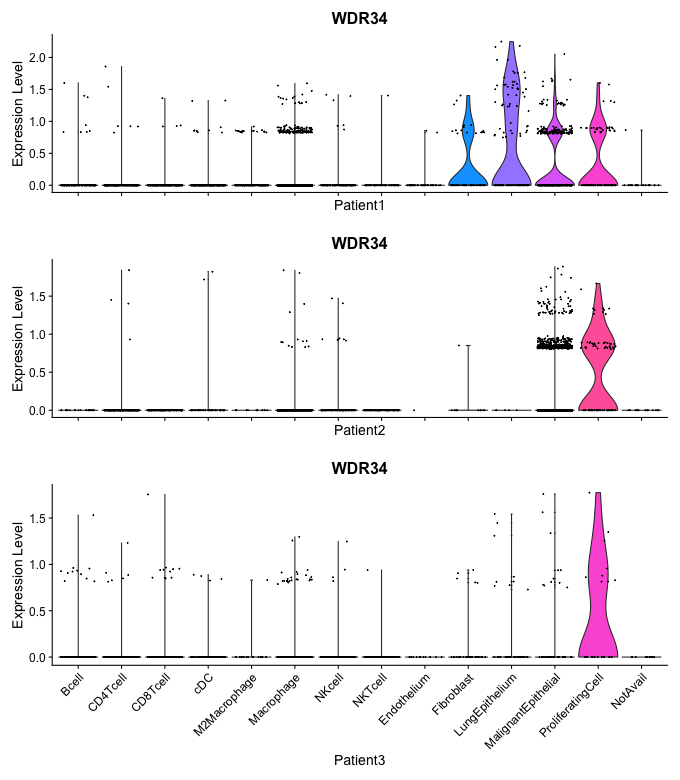 WDR34
Expression Level
2.0
1.5
1.0
0.5
0.0
Patient1
WDR34
Expression Level
1.5
1.0
0.5
0.0
Patient2
WDR34
Expression Level
1.5
1.0
0.5
0.0
Bcell
CD4Tcell
CD8Tcell
cDC
M2Macrophage
Macrophage
NKcell
NKTcell
Endothelium
Fibroblast
LungEpithelium
MalignantEpithelial
ProliferatingCell
NotAvail
Patient3